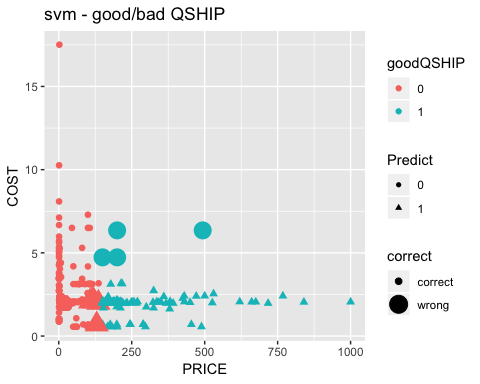 svm - good/bad QSHIP
15
10
5
0
COST
0
250
500
750
1000
PRICE
goodQSHIP
0
1
Predict
0
1
correct
correct
wrong